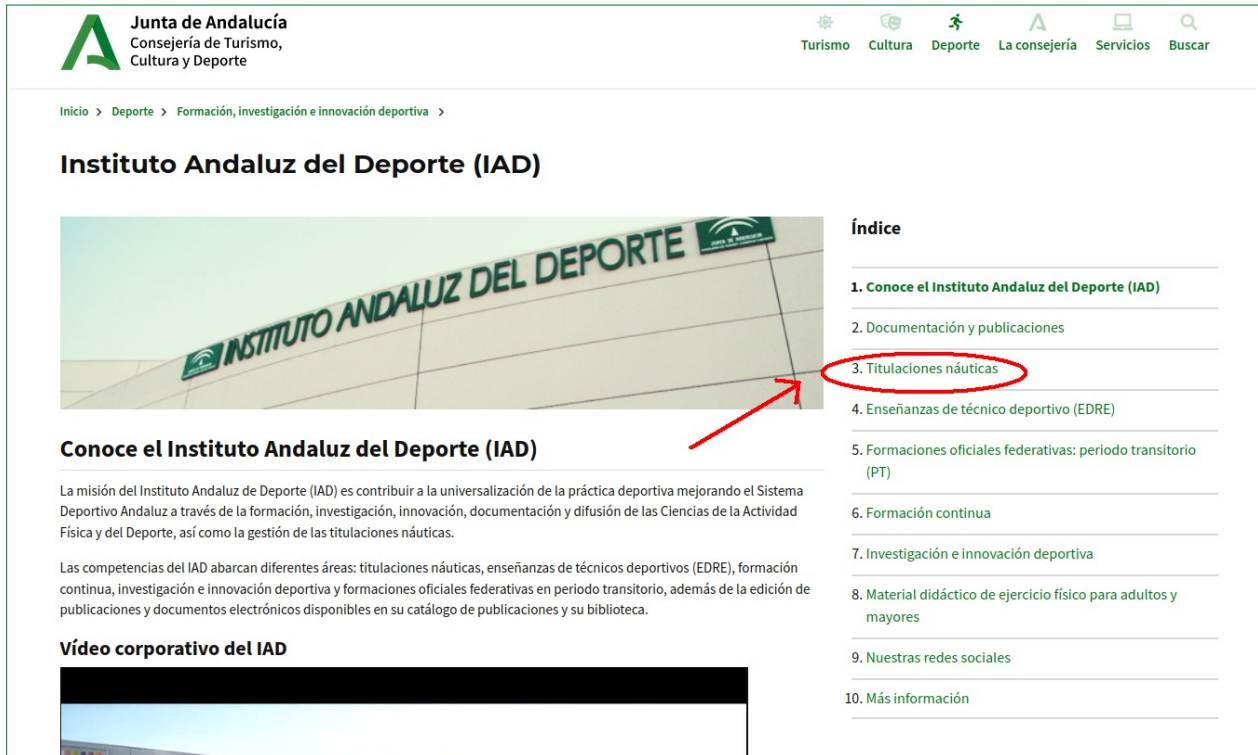 Junta de Andalucía
Consejería de Turismo,
Cultura y Deporte
Turismo
Cultura
Deporte
La consejería
Servicios
Buscar
Inicio > Deporte > Formación, investigación e innovación deportiva >
Instituto Andaluz del Deporte (IAD)
INSTITUTO ANDALUZ DEL DEPORTE
JUNTA DE ANDALUCIA
Conoce el Instituto Andaluz del Deporte (IAD)
La misión del Instituto Andaluz de Deporte (IAD) es contribuir a la universalización de la práctica deportiva mejorando el Sistema
Deportivo Andaluz a través de la formación, investigación, innovación, documentación y difusión de las Ciencias de la Actividad
Física y del Deporte, así como la gestión de las titulaciones náuticas.
Las competencias del IAD abarcan diferentes áreas: titulaciones náuticas, enseñanzas de técnicos deportivos (EDRE), formación
continua, investigación e innovación deportiva y formaciones oficiales federativas en periodo transitorio, además de la edición de
publicaciones y documentos electrónicos disponibles en su catálogo de publicaciones y su biblioteca.
Vídeo corporativo del IAD
Índice
1. Conoce el Instituto Andaluz del Deporte (IAD)
2. Documentación y publicaciones
3. Titulaciones náuticas
4. Enseñanzas de técnico deportivo (EDRE)
5. Formaciones oficiales federativas: periodo transitorio
(PT)
6. Formación continua
7. Investigación e innovación deportiva
8. Material didáctico de ejercicio físico para adultos y
mayores
9. Nuestras redes sociales
10. Más información